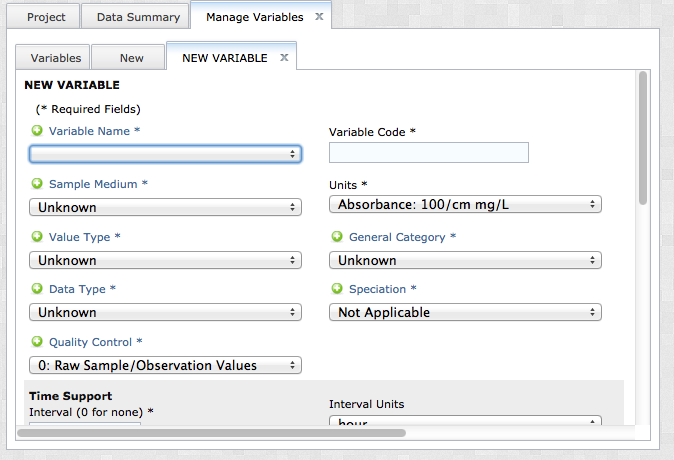 Project Data Summary Manage Variables x
Variables New NEW VARIABLE x
NEW VARIABLE
(* Required Fields)
Variable Name * Variable Code *
Sample Medium * Units *
Unknown Absorbance: 100/cm mg/L
Value Type * General Category *
Unknown Unknown
Data Type * Speciation *
Unknown Not Applicable
Quality Control *
0: Raw Sample/Observation Values
Time Support
Interval (0 for none) * Interval Units
hour